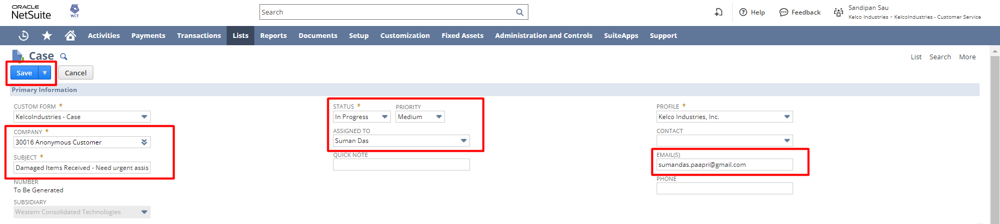 ORACLE
NetSuite
WCT
Search
Help
Feedback
Sandipan Sau
Kelco Industries - KelcoIndustries - Customer Service
Activities
Payments
Transactions
Lists
Reports
Documents
Setup
Customization
Fixed Assets
Administration and Controls
SuiteApps
Support
Case
List
Search
More
Save
Cancel
Primary Information
CUSTOM FORM *
KelcoIndustries - Case
COMPANY *
30016 Anonymous Customer
SUBJECT *
Damaged Items Received - Need urgent assis
NUMBER
To Be Generated
SUBSIDIARY
Western Consolidated Technologies
STATUS *
In Progress
PRIORITY
Medium
ASSIGNED TO
Suman Das
QUICK NOTE
PROFILE *
Kelco Industries, Inc.
CONTACT
EMAIL(S)
sumandas.paapri@gmail.com
PHONE